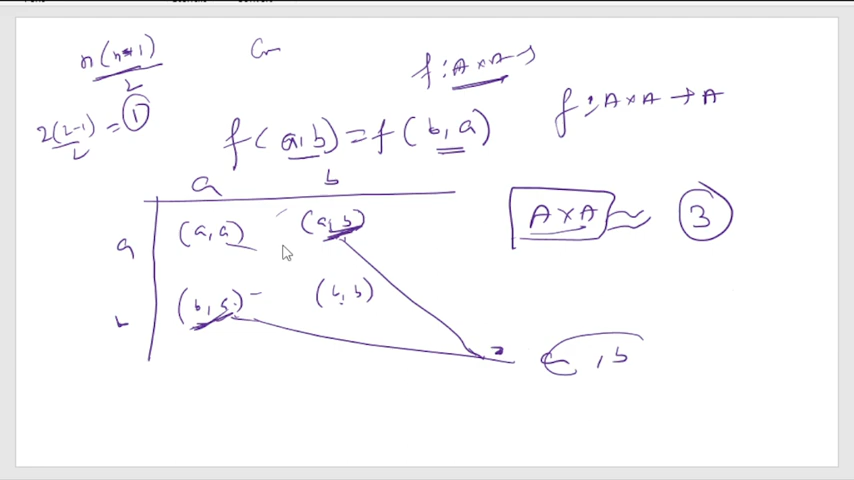 n(n-1)/2
2(2-1)/2 = 1
f : A × A →
f : A × A → A
f(a,b) = f(b,a)
a b
a (a,a) (a,b)
A × A ≈ 3
b (b,a) (b,b)
, b